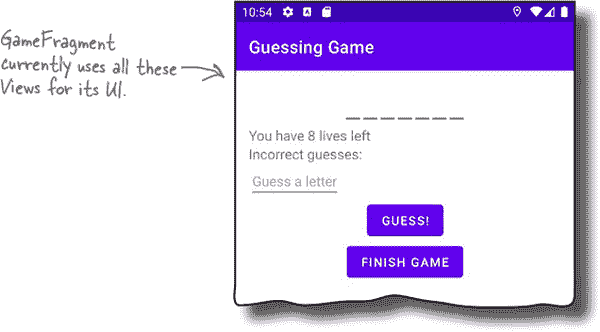 GameFragment
currently uses all these
Views for its UI.
10:54
Guessing Game
_ _ _ _ _ _ _
You have 8 lives left
Incorrect guesses:
Guess a letter
GUESS!
FINISH GAME